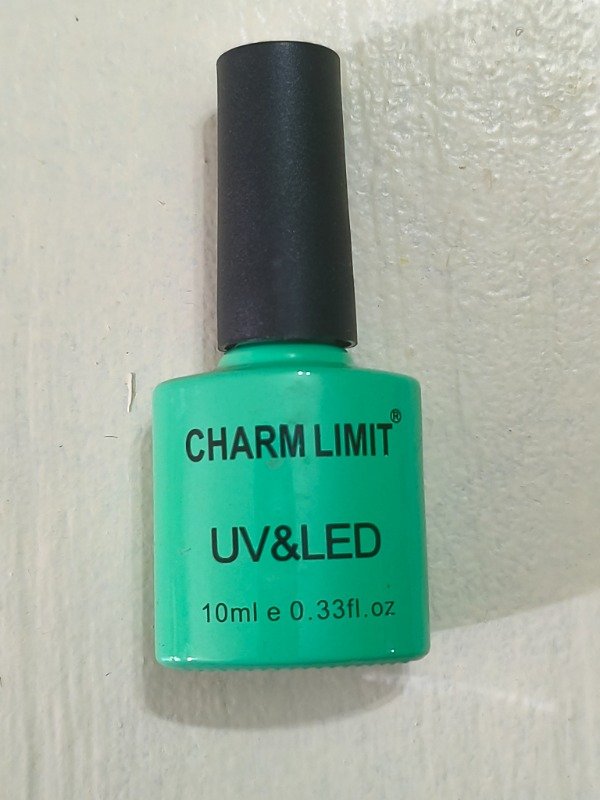 CHARM LIMIT®
UV&LED
10ml e 0.33fl.oz